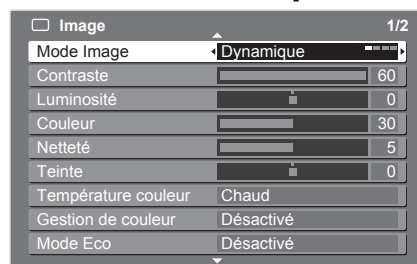 Image 1/2
Mode Image Dynamique
Contraste 60
Luminosité 0
Couleur 30
Netteté 5
Teinte 0
Température couleur Chaud
Gestion de couleur Désactivé
Mode Eco Désactivé